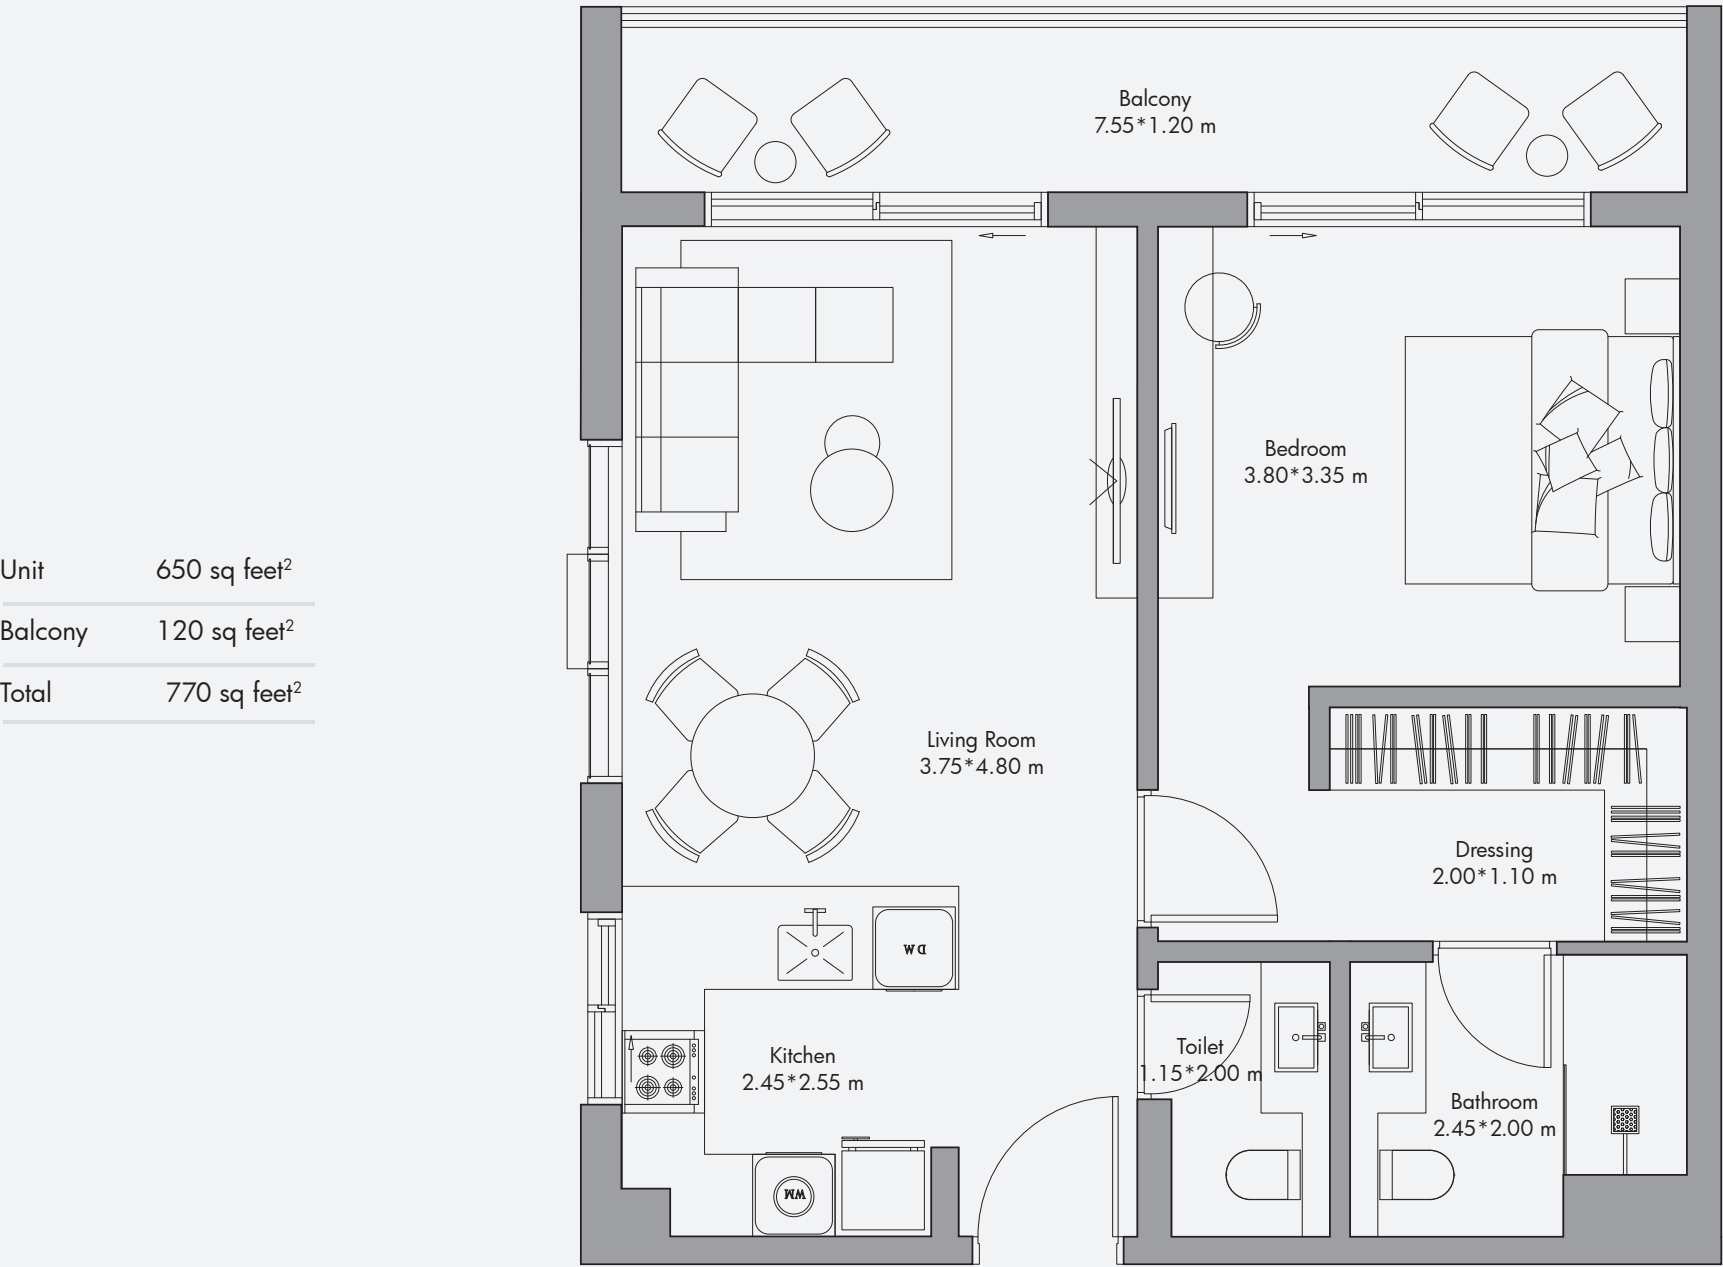 Balcony
7.55*1.20 m
Bedroom
3.80*3.35 m
Unit 650 sq feet²
Balcony 120 sq feet²
Total 770 sq feet²
Living Room
3.75*4.80 m
Dressing
2.00*1.10 m
DW
Kitchen
2.45*2.55 m
Toilet
1.15*2.00 m
Bathroom
2.45*2.00 m
WM